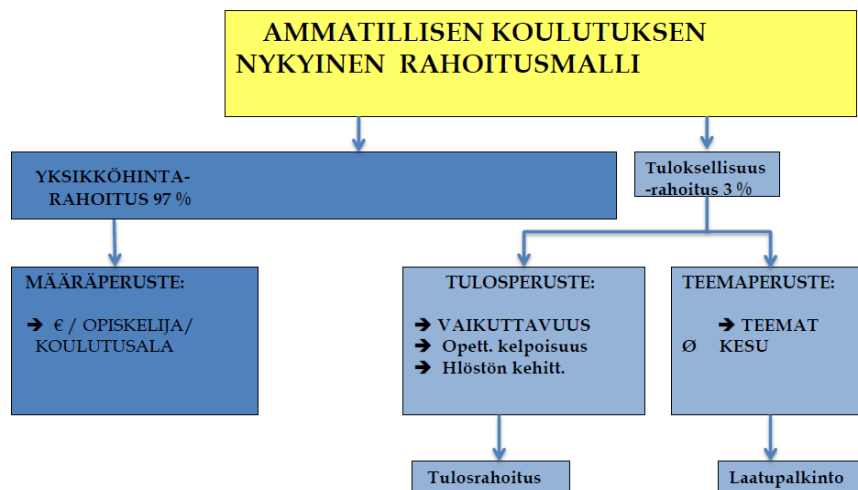 AMMATILLISEN KOULUTUKSEN
NYKYINEN RAHOITUSMALLI
YKSIKKÖHINTA-
RAHOITUS 97 %
Tuloksellisuus
-rahoitus 3 %
MÄÄRÄPERUSTE:
➔ € / OPISKELIJA/
KOULUTUSALA
TULOSPERUSTE:
➔ VAIKUTTAVUUS
➔ Opett. kelpoisuus
➔ Hlöstön kehitt.
TEEMAPERUSTE:
➔ TEEMAT
Ø KESU
Tulosrahoitus
Laatupalkinto